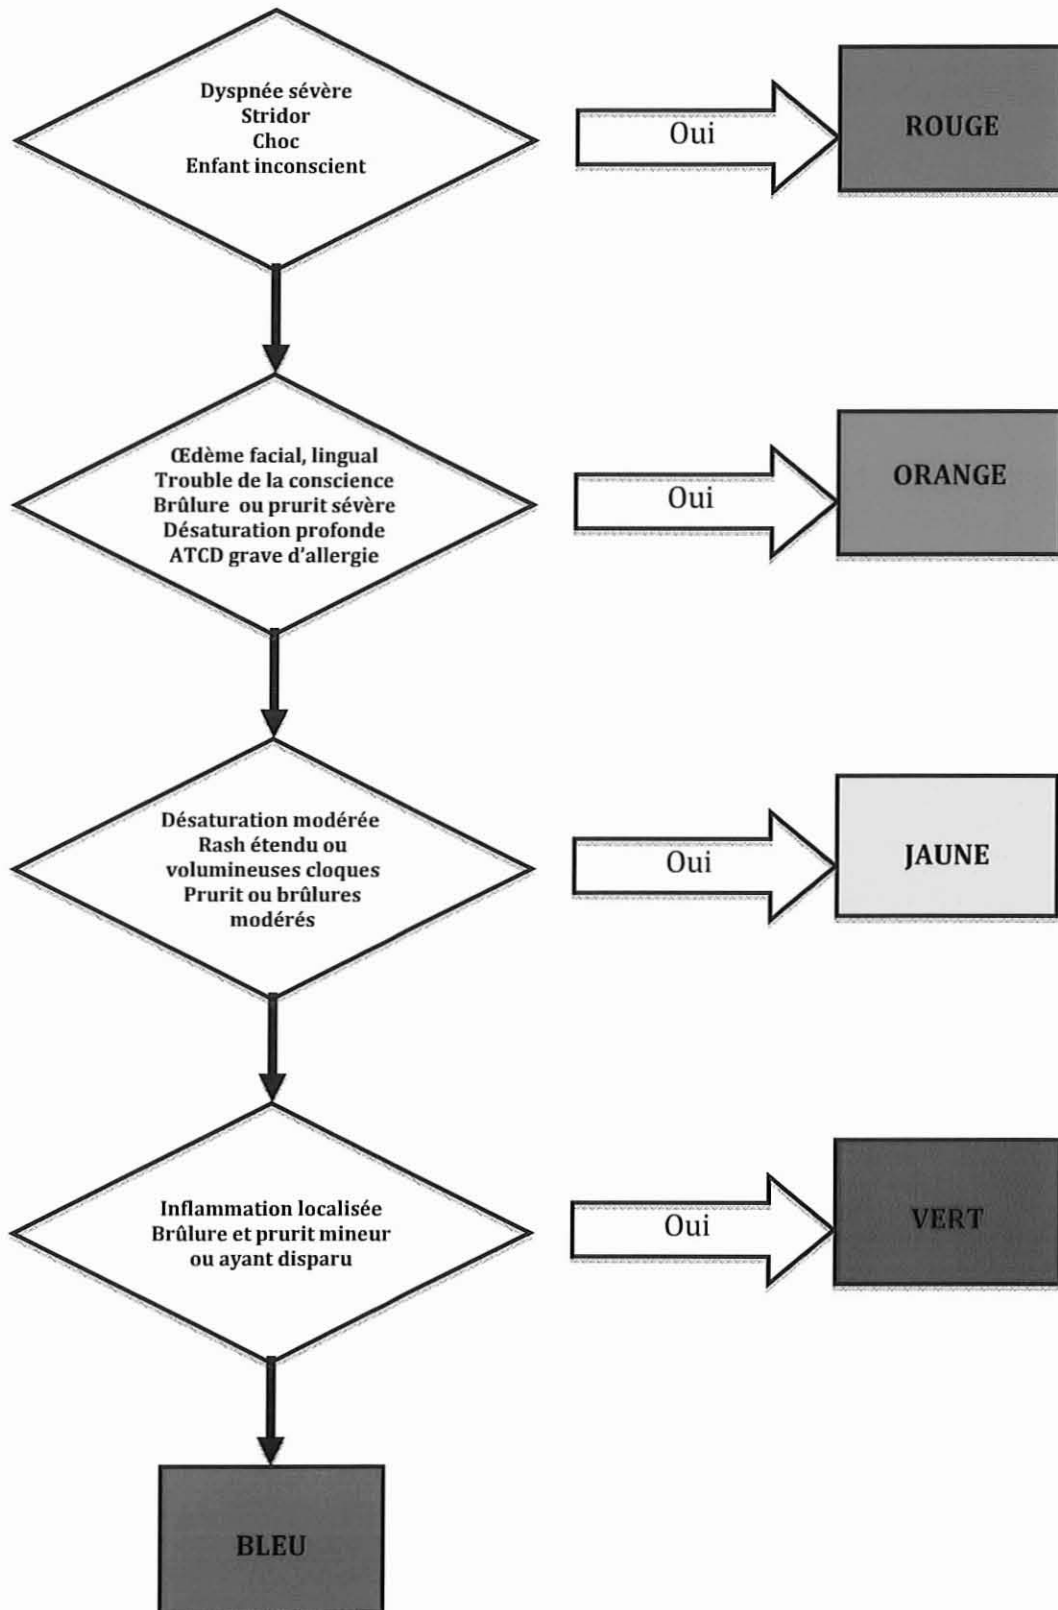 Dyspnée sévère
Stridor
Choc
Enfant inconscient
Oui
ROUGE
Œdème facial, lingual
Trouble de la conscience
Brûlure ou prurit sévère
Désaturation profonde
ATCD grave d'allergie
Oui
ORANGE
Désaturation modérée
Rash étendu ou
volumineuses cloques
Prurit ou brûlures
modérés
Oui
JAUNE
Inflammation localisée
Brûlure et prurit mineur
ou ayant disparu
Oui
VERT
BLEU